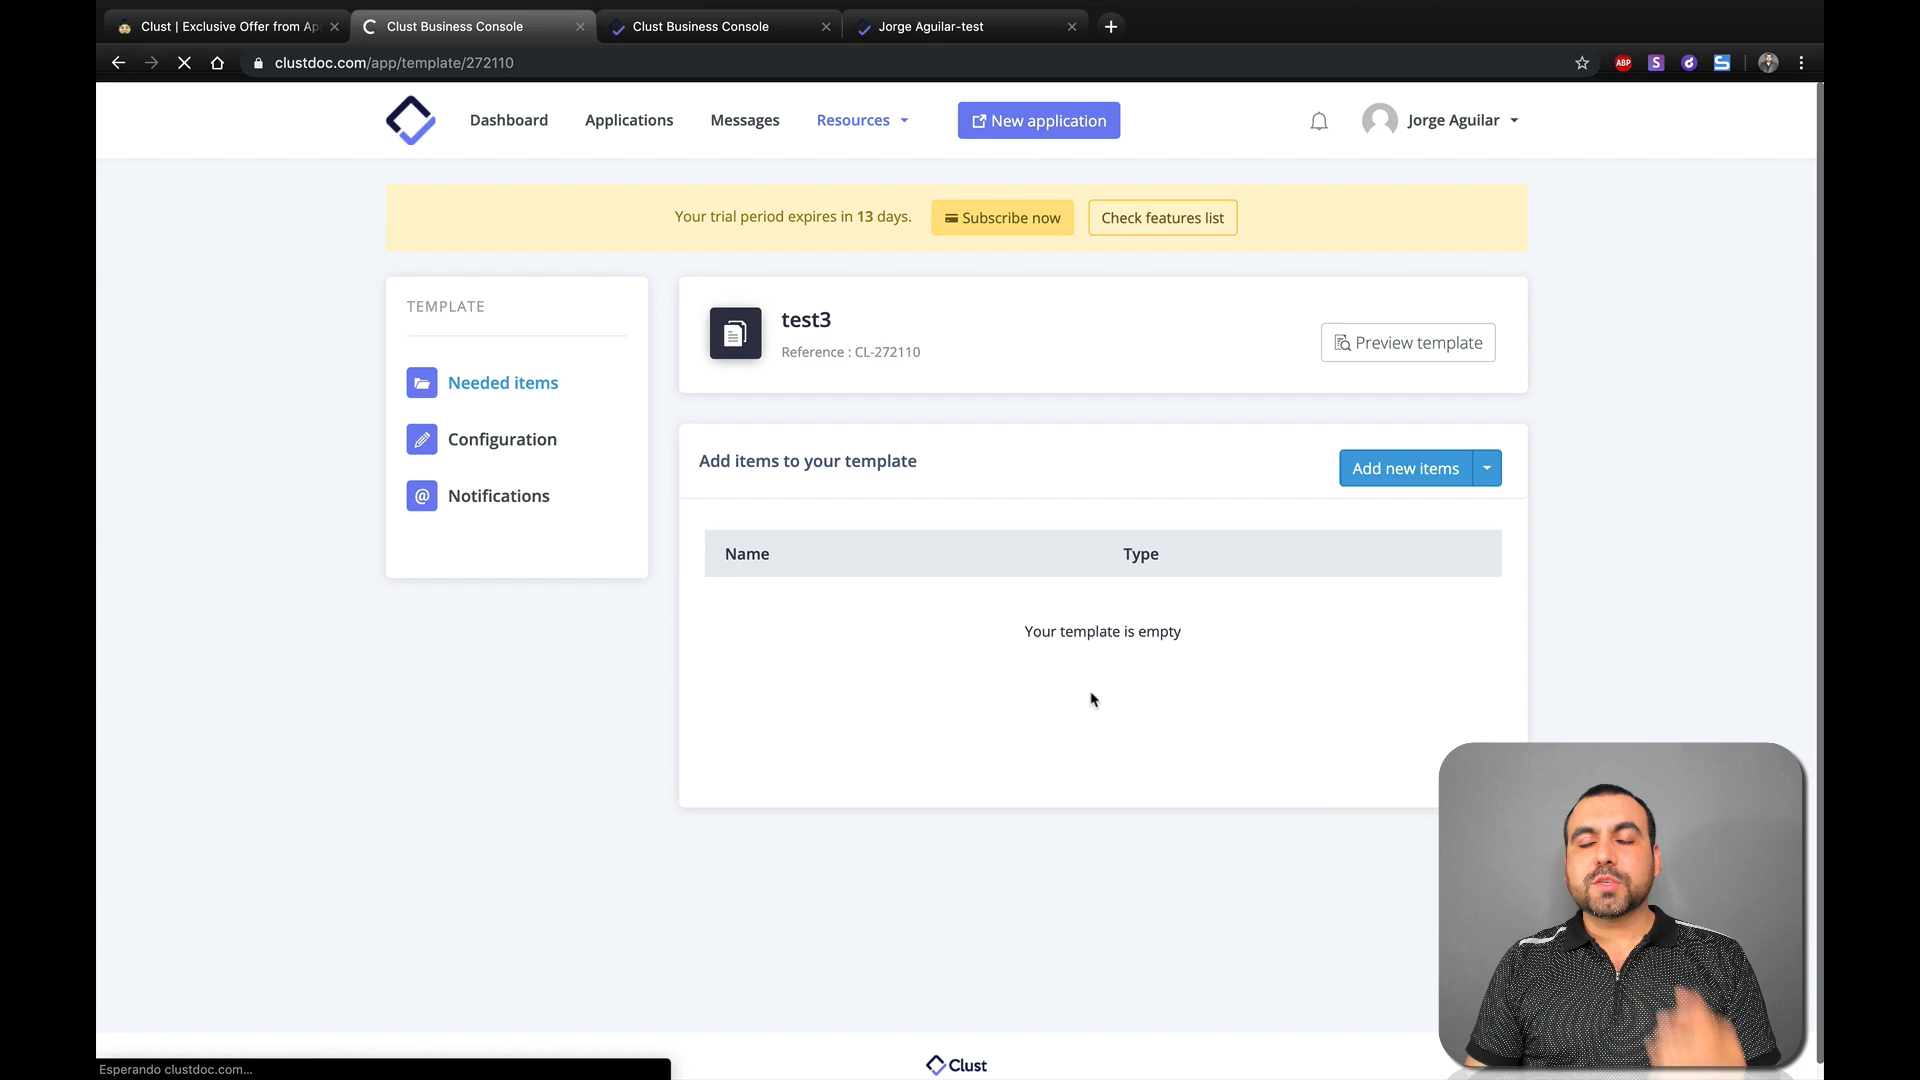 Clust | Exclusive Offer from Ap
Clust Business Console
Clust Business Console
Jorge Aguilar-test
clustdoc.com/app/template/272110
ABP
Dashboard
Applications
Messages
Resources
New application
Jorge Aguilar
Your trial period expires in 13 days.
Subscribe now
Check features list
TEMPLATE
Needed items
Configuration
Notifications
test3
Reference : CL-272110
Preview template
Add items to your template
Add new items
Name
Type
Your template is empty
Clust
Esperando clustdoc.com...